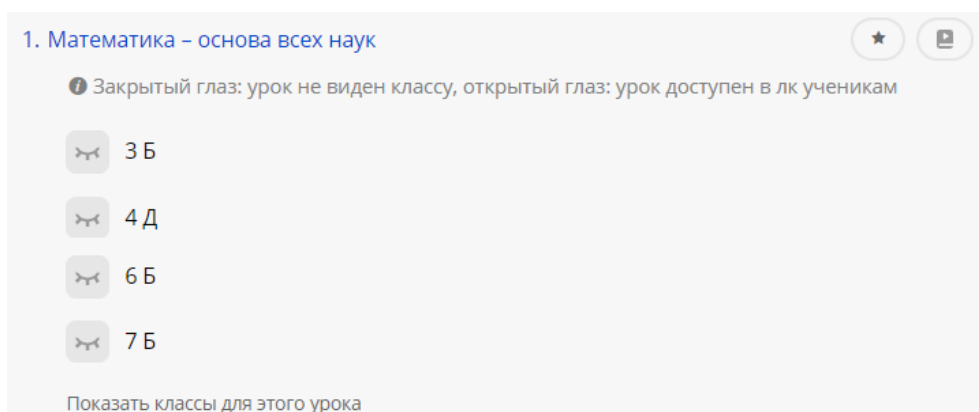 1. Математика – основа всех наук
Закрытый глаз: урок не виден классу, открытый глаз: урок доступен в лк ученикам
3 Б
4 Д
6 Б
7 Б
Показать классы для этого урока